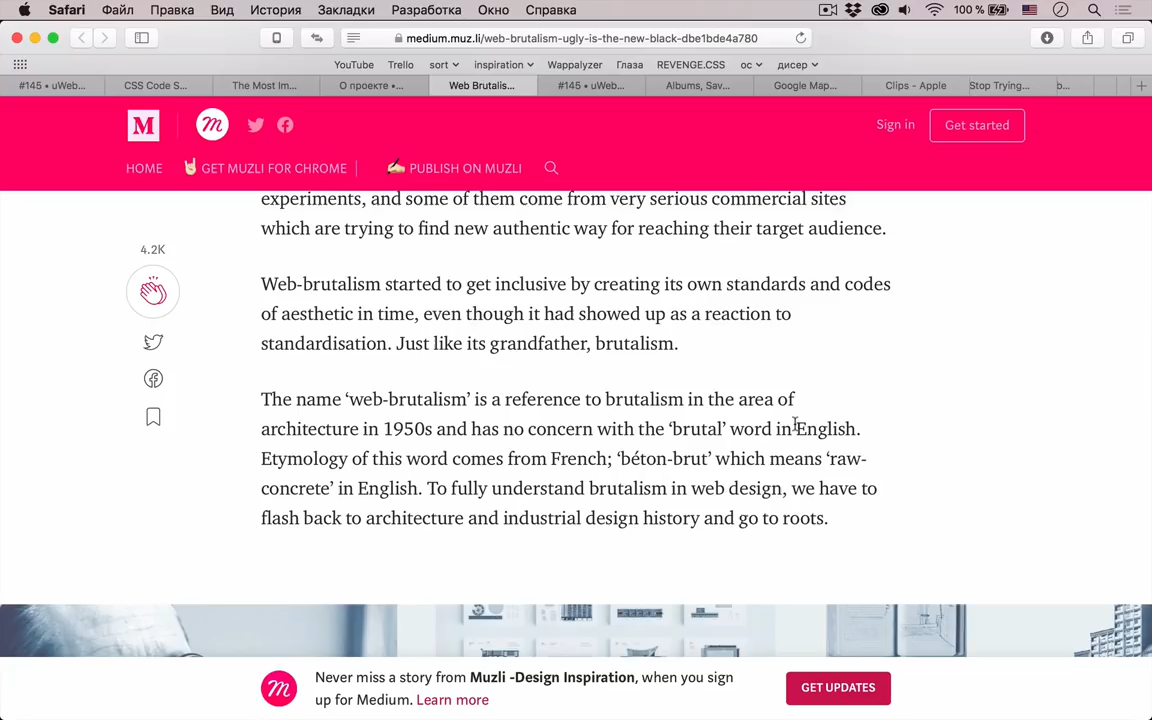 Safari Файл Правка Вид История Закладки Разработка Окно Справка 100 %
medium.muz.li/web-brutalism-ugly-is-the-new-black-dbe1bde4a780
YouTube Trello sort inspiration Wappalyzer Глаза REVENGE.CSS ос дисер
#145 • uWeb... CSS Code S... The Most Im... О проекте •... Web Brutalis... #145 • uWeb... Albums, Sav... Google Map... Clips - Apple Stop Trying... b...
M
Sign in Get started
HOME GET MUZLI FOR CHROME PUBLISH ON MUZLI
experiments, and some of them come from very serious commercial sites
which are trying to find new authentic way for reaching their target audience.
4.2K
Web-brutalism started to get inclusive by creating its own standards and codes
of aesthetic in time, even though it had showed up as a reaction to
standardisation. Just like its grandfather, brutalism.
The name ‘web-brutalism’ is a reference to brutalism in the area of
architecture in 1950s and has no concern with the ‘brutal’ word in English.
Etymology of this word comes from French; ‘béton-brut’ which means ‘raw-
concrete’ in English. To fully understand brutalism in web design, we have to
flash back to architecture and industrial design history and go to roots.
Never miss a story from Muzli -Design Inspiration, when you sign
up for Medium. Learn more
GET UPDATES